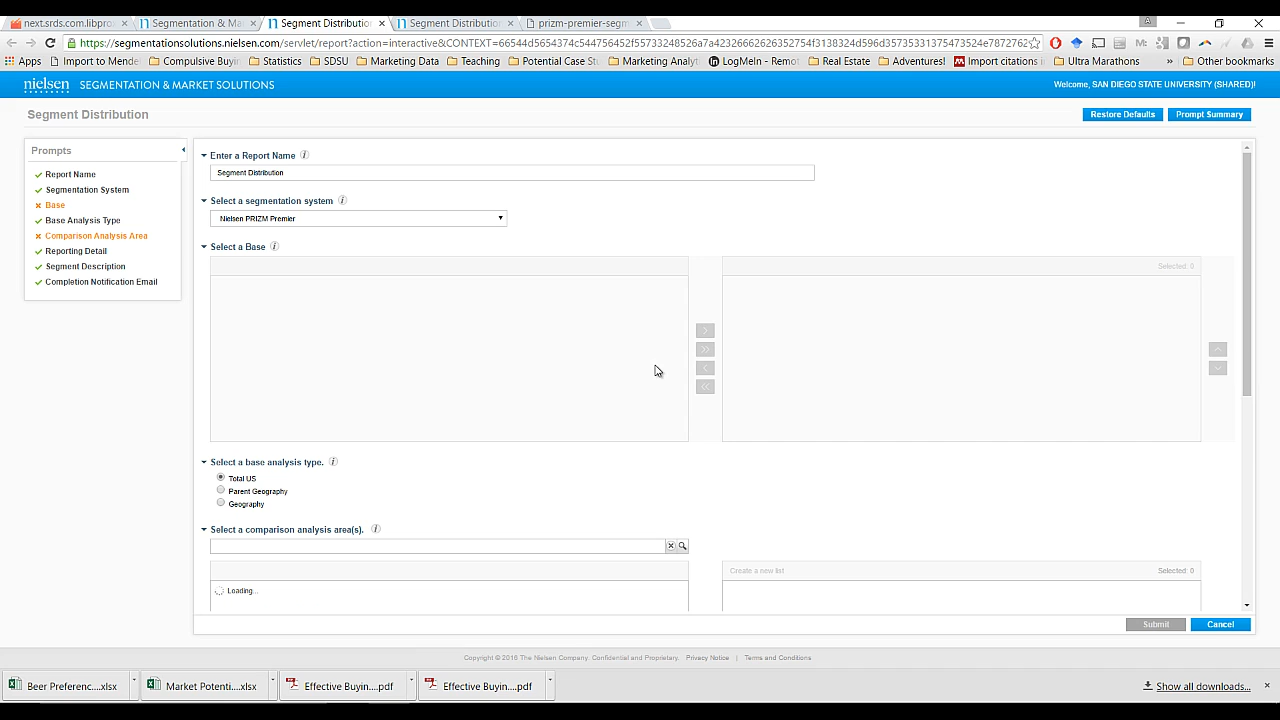 next.srds.com.libpro
Segmentation & Ma
Segment Distributio
Segment Distributio
prizm-premier-segm
https://segmentationsolutions.nielsen.com/servlet/report?action=intensive&CONTEXT=
Apps
Import to Mende
Compulsive Buyi
Statistics
SDSU
Marketing Data
Teaching
Potential Case St
Marketing Analyt
LogMeIn - Remot
Real Estate
Adventures!
Import citations i
Ultra Marathons
»
Other bookmarks
nielsen
SEGMENTATION & MARKET SOLUTIONS
Welcome, SAN DIEGO STATE UNIVERSITY (SHARED)!
Segment Distribution
Restore Defaults
Prompt Summary
Prompts
Report Name
Segmentation System
Base
Base Analysis Type
Comparison Analysis Area
Reporting Detail
Segment Description
Completion Notification Email
Enter a Report Name
Segment Distribution
Select a segmentation system
Nielsen PRIZM Premier
Select a Base
Selected: 0
Select a base analysis type.
Total US
Parent Geography
Geography
Select a comparison analysis area(s).
Loading...
Create a new list
Selected: 0
Submit
Cancel
Copyright © 2016 The Nielsen Company. Confidential and Proprietary. Privacy Notice | Terms and Conditions
Beer Preferenc....xlsx
Market Potenti....xlsx
Effective Buyin....pdf
Effective Buyin....pdf
Show all downloads...